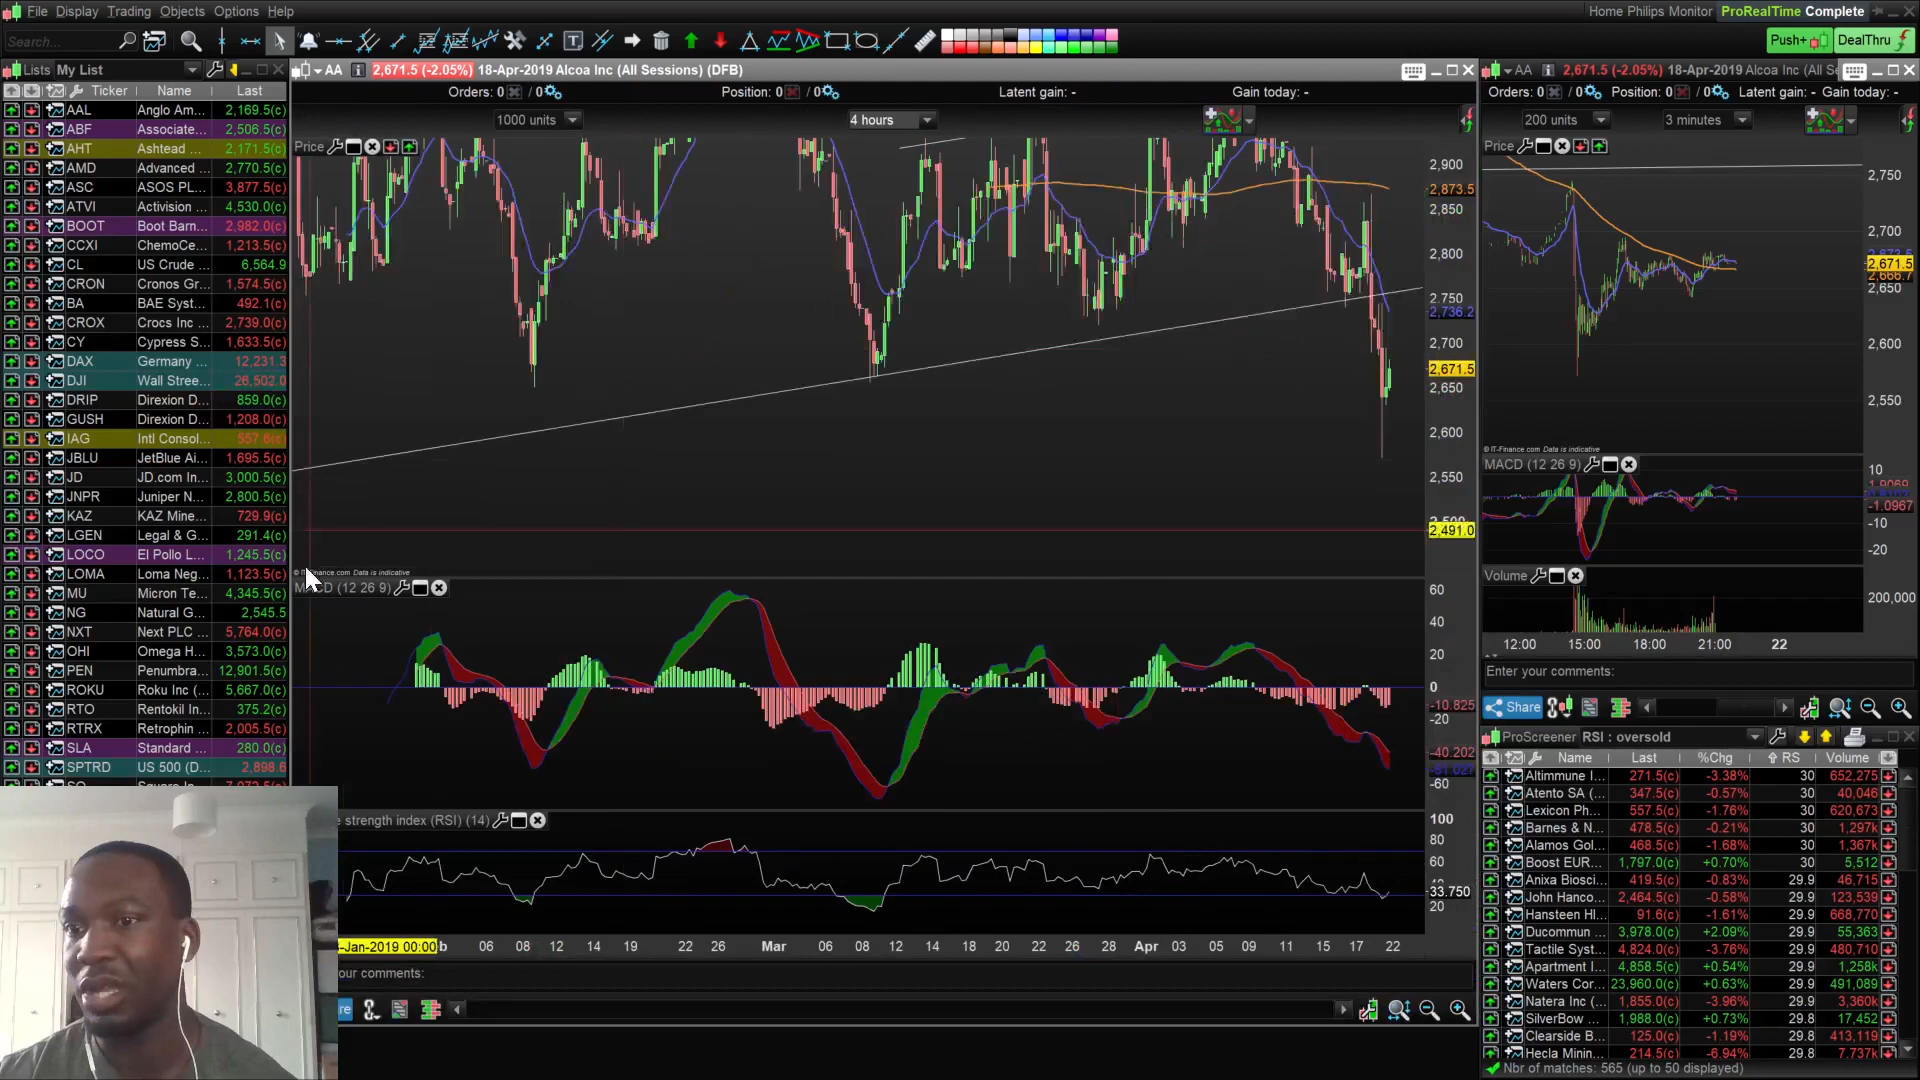 File Display Trading Objects Options Help
Home Philips Monitor ProRealTime Complete
Search...
Push+ DealThru
Lists My List
Ticker Name Last
AAL Anglo Am... 2,169.5(c)
ABF Associate... 2,506.5(c)
AHT Ashtead ... 2,171.5(c)
AMD Advanced ... 2,770.5(c)
ASC ASOS PL... 3,877.5(c)
ATVI Activision ... 4,530.0(c)
BOOT Boot Barn... 2,982.0(c)
CCXI ChemoCe... 1,213.5(c)
CL US Crude ... 6,564.9
CRON Cronos Gr... 1,574.5(c)
BA BAE Syst... 492.1(c)
CROX Crocs Inc ... 2,739.0(c)
CY Cypress S... 1,633.5(c)
DAX Germany ... 12,231.3
DJI Wall Stree... 26,502.0
DRIP Direxion D... 859.0(c)
GUSH Direxion D... 1,208.0(c)
IAG Intl Consol... 557.6(c)
JBLU JetBlue Ai... 1,695.5(c)
JD JD.com In... 3,000.5(c)
JNPR Juniper N... 2,800.5(c)
KAZ KAZ Mine... 729.9(c)
LGEN Legal & G... 291.4(c)
LOCO El Pollo L... 1,245.5(c)
LOMA Loma Neg... 1,123.5(c)
MU Micron Te... 4,345.5(c)
NG Natural G... 2,545.5
NXT Next PLC ... 5,764.0(c)
OHI Omega H... 3,573.0(c)
PEN Penumbra... 12,901.5(c)
ROKU Roku Inc (... 5,667.0(c)
RTO Rentokil In... 375.2(c)
RTRX Retrophin ... 2,005.5(c)
SLA Standard ... 280.0(c)
SPTRD US 500 (D... 2,898.6
AA 2,671.5 (-2.05%) 18-Apr-2019 Alcoa Inc (All Sessions) (DFB)
Orders: 0 / 0 Position: 0 / 0 Latent gain: - Gain today: -
1000 units 4 hours
Price
2,900
2,873.5
2,850
2,800
2,750
2,736.2
2,700
2,671.5
2,650
2,600
2,550
2,491.0
© IT-Finance.com Data is indicative
MACD (12 26 9)
60
40
20
0
-10.825
-20
-40.202
-60
e strength index (RSI) (14)
100
80
60
33.750
20
-Jan-2019 00:00 b 06 08 12 14 19 22 26 Mar 06 08 12 14 18 20 22 26 28 Apr 03 05 09 11 15 17 22
our comments:
re
AA 2,671.5 (-2.05%) 18-Apr-2019 Alcoa Inc (All Se
Orders: 0 / 0 Position: 0 / 0 Latent gain: - Gain today: -
200 units 3 minutes
Price
2,750
2,700
2,671.5
2,666.7
2,650
2,600
2,550
© IT-Finance.com Data is indicative
MACD (12 26 9)
10
1.9069
-1.0967
-10
-20
Volume
200,000
12:00 15:00 18:00 21:00 22
Enter your comments:
Share
ProScreener RSI : oversold
Name Last %Chg RS Volume
Altimmune I... 271.5(c) -3.38% 30 652,275
Atento SA (... 347.5(c) -0.57% 30 40,046
Lexicon Ph... 557.5(c) -1.76% 30 620,673
Barnes & N... 478.5(c) -0.21% 30 1,297k
Alamos Gol... 468.5(c) -1.68% 30 1,367k
Boost EUR... 1,797.0(c) +0.70% 30 5,512
Anixa Biosci... 419.5(c) -0.83% 29.9 46,715
John Hanco... 2,464.5(c) -0.58% 29.9 123,539
Hansteen Hl... 91.6(c) -1.61% 29.9 668,770
Ducommun ... 3,978.0(c) +2.09% 29.9 55,363
Tactile Syst... 4,824.0(c) -3.76% 29.9 480,710
Apartment I... 4,858.5(c) +0.54% 29.9 1,258k
Waters Cor... 23,960.0(c) +0.63% 29.9 491,089
Natera Inc (... 1,855.0(c) -3.96% 29.9 3,360k
SilverBow ... 1,988.0(c) +0.73% 29.8 17,452
Clearside B... 125.0(c) -1.19% 29.8 413,119
Hecla Minin... 214.5(c) -6.94% 29.8 7,737k
Nbr of matches: 565 (up to 50 displayed)